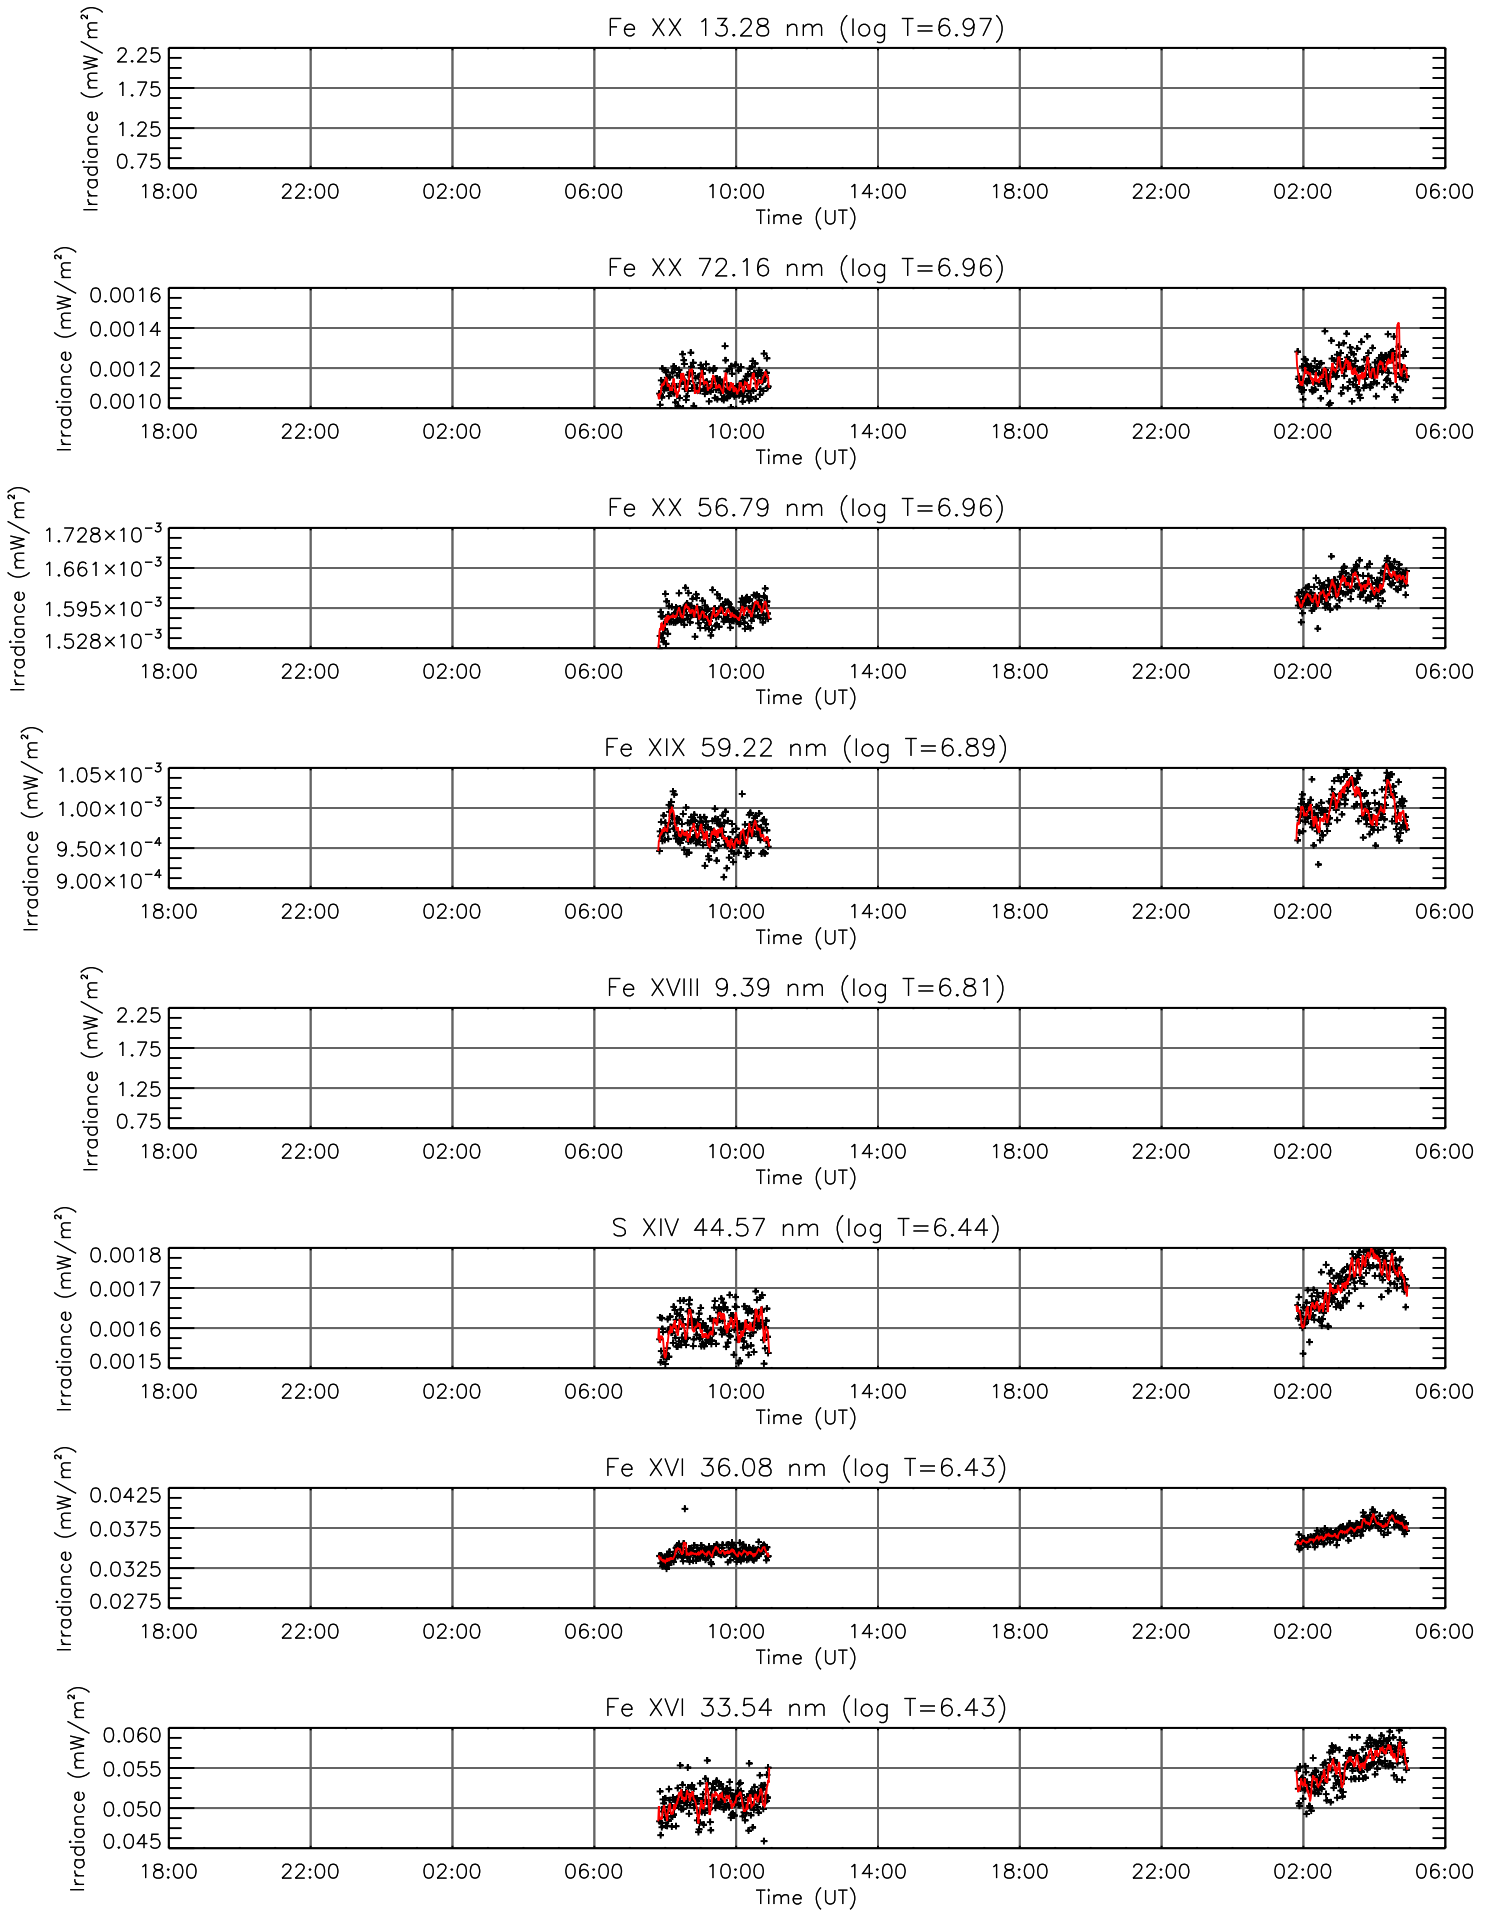 Fe XX 13.28 nm (log T=6.97)
Irradiance (mW/m²)
2.25
1.75
1.25
0.75
18:00 22:00 02:00 06:00 10:00 14:00 18:00 22:00 02:00 06:00
Time (UT)
Fe XX 72.16 nm (log T=6.96)
Irradiance (mW/m²)
0.0016
0.0014
0.0012
0.0010
18:00 22:00 02:00 06:00 10:00 14:00 18:00 22:00 02:00 06:00
Time (UT)
Fe XX 56.79 nm (log T=6.96)
Irradiance (mW/m²)
1.728×10⁻³
1.661×10⁻³
1.595×10⁻³
1.528×10⁻³
18:00 22:00 02:00 06:00 10:00 14:00 18:00 22:00 02:00 06:00
Time (UT)
Fe XIX 59.22 nm (log T=6.89)
Irradiance (mW/m²)
1.05×10⁻³
1.00×10⁻³
9.50×10⁻⁴
9.00×10⁻⁴
18:00 22:00 02:00 06:00 10:00 14:00 18:00 22:00 02:00 06:00
Time (UT)
Fe XVIII 9.39 nm (log T=6.81)
Irradiance (mW/m²)
2.25
1.75
1.25
0.75
18:00 22:00 02:00 06:00 10:00 14:00 18:00 22:00 02:00 06:00
Time (UT)
S XIV 44.57 nm (log T=6.44)
Irradiance (mW/m²)
0.0018
0.0017
0.0016
0.0015
18:00 22:00 02:00 06:00 10:00 14:00 18:00 22:00 02:00 06:00
Time (UT)
Fe XVI 36.08 nm (log T=6.43)
Irradiance (mW/m²)
0.0425
0.0375
0.0325
0.0275
18:00 22:00 02:00 06:00 10:00 14:00 18:00 22:00 02:00 06:00
Time (UT)
Fe XVI 33.54 nm (log T=6.43)
Irradiance (mW/m²)
0.060
0.055
0.050
0.045
18:00 22:00 02:00 06:00 10:00 14:00 18:00 22:00 02:00 06:00
Time (UT)